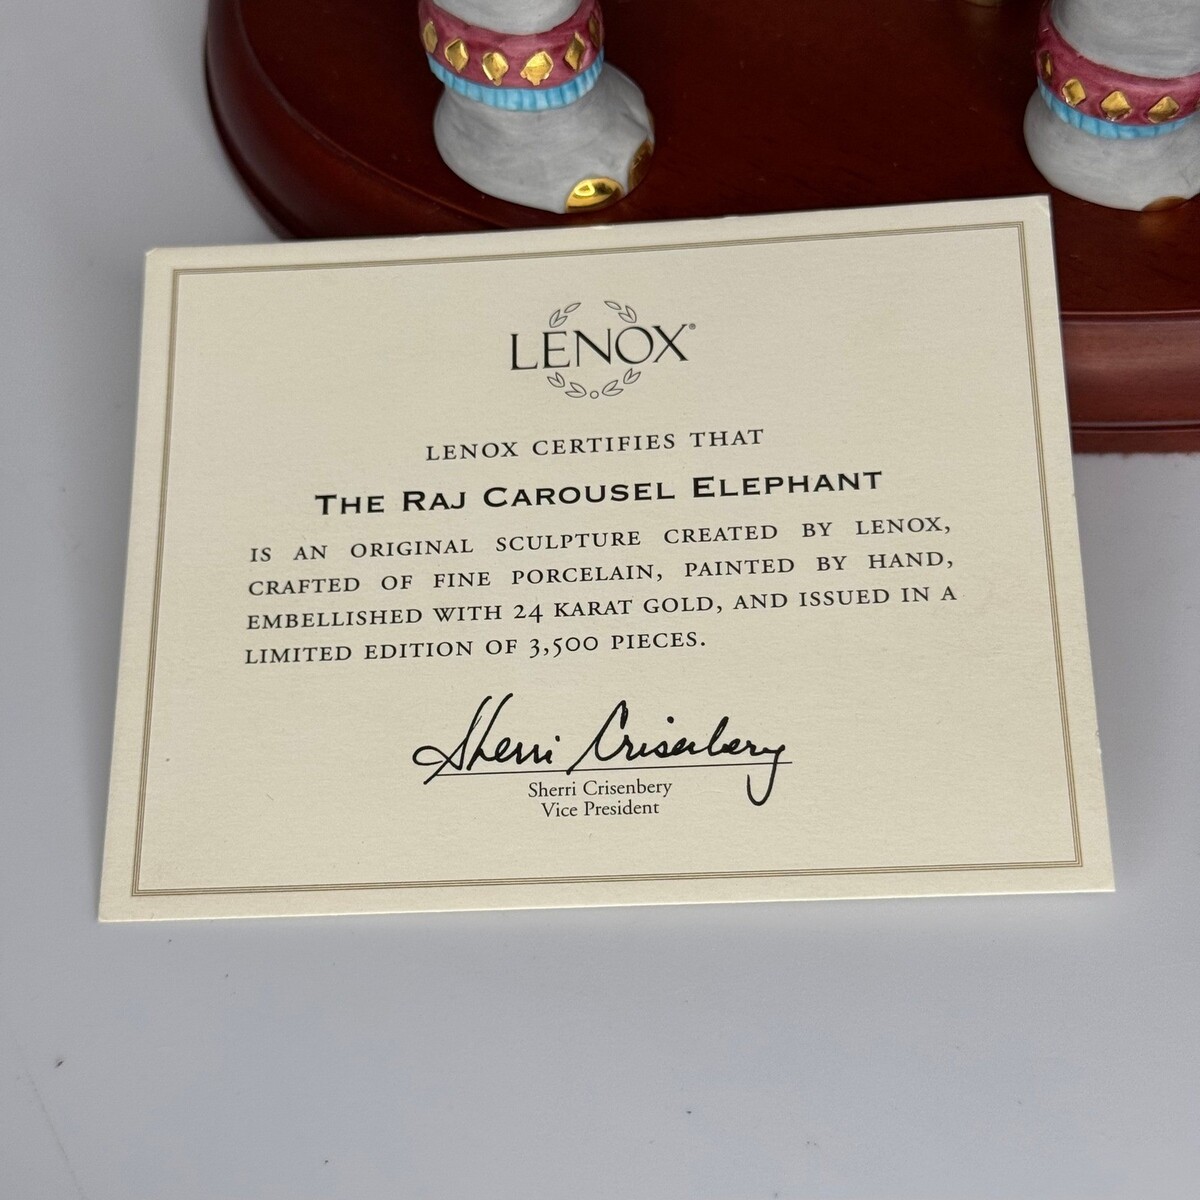 LENOX®
LENOX CERTIFIES THAT
THE RAJ CAROUSEL ELEPHANT
IS AN ORIGINAL SCULPTURE CREATED BY LENOX,
CRAFTED OF FINE PORCELAIN, PAINTED BY HAND,
EMBELLISHED WITH 24 KARAT GOLD, AND ISSUED IN A
LIMITED EDITION OF 3,500 PIECES.
Sherri Crisenbery
Sherri Crisenbery
Vice President